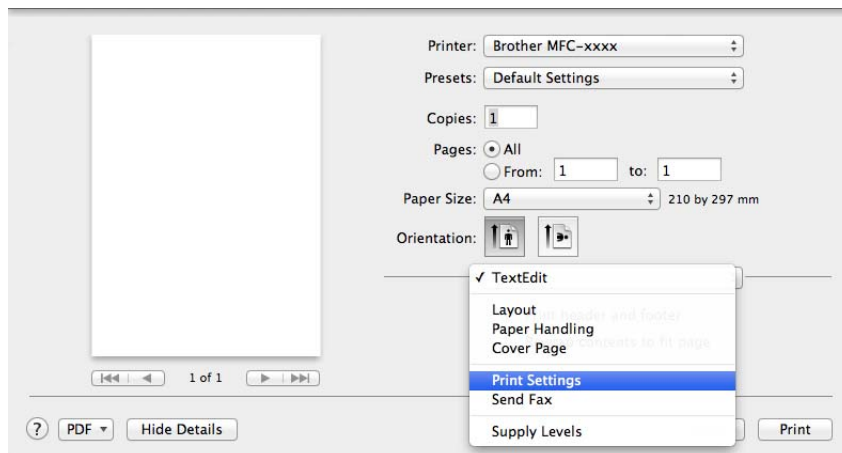 Printer: Brother MFC-xxxx
Presets: Default Settings
Copies: 1
Pages: All
From: 1 to: 1
Paper Size: A4 210 by 297 mm
Orientation:
✓ TextEdit
Layout
Paper Handling
Cover Page
Print Settings
Send Fax
Supply Levels
1 of 1
? PDF Hide Details Print